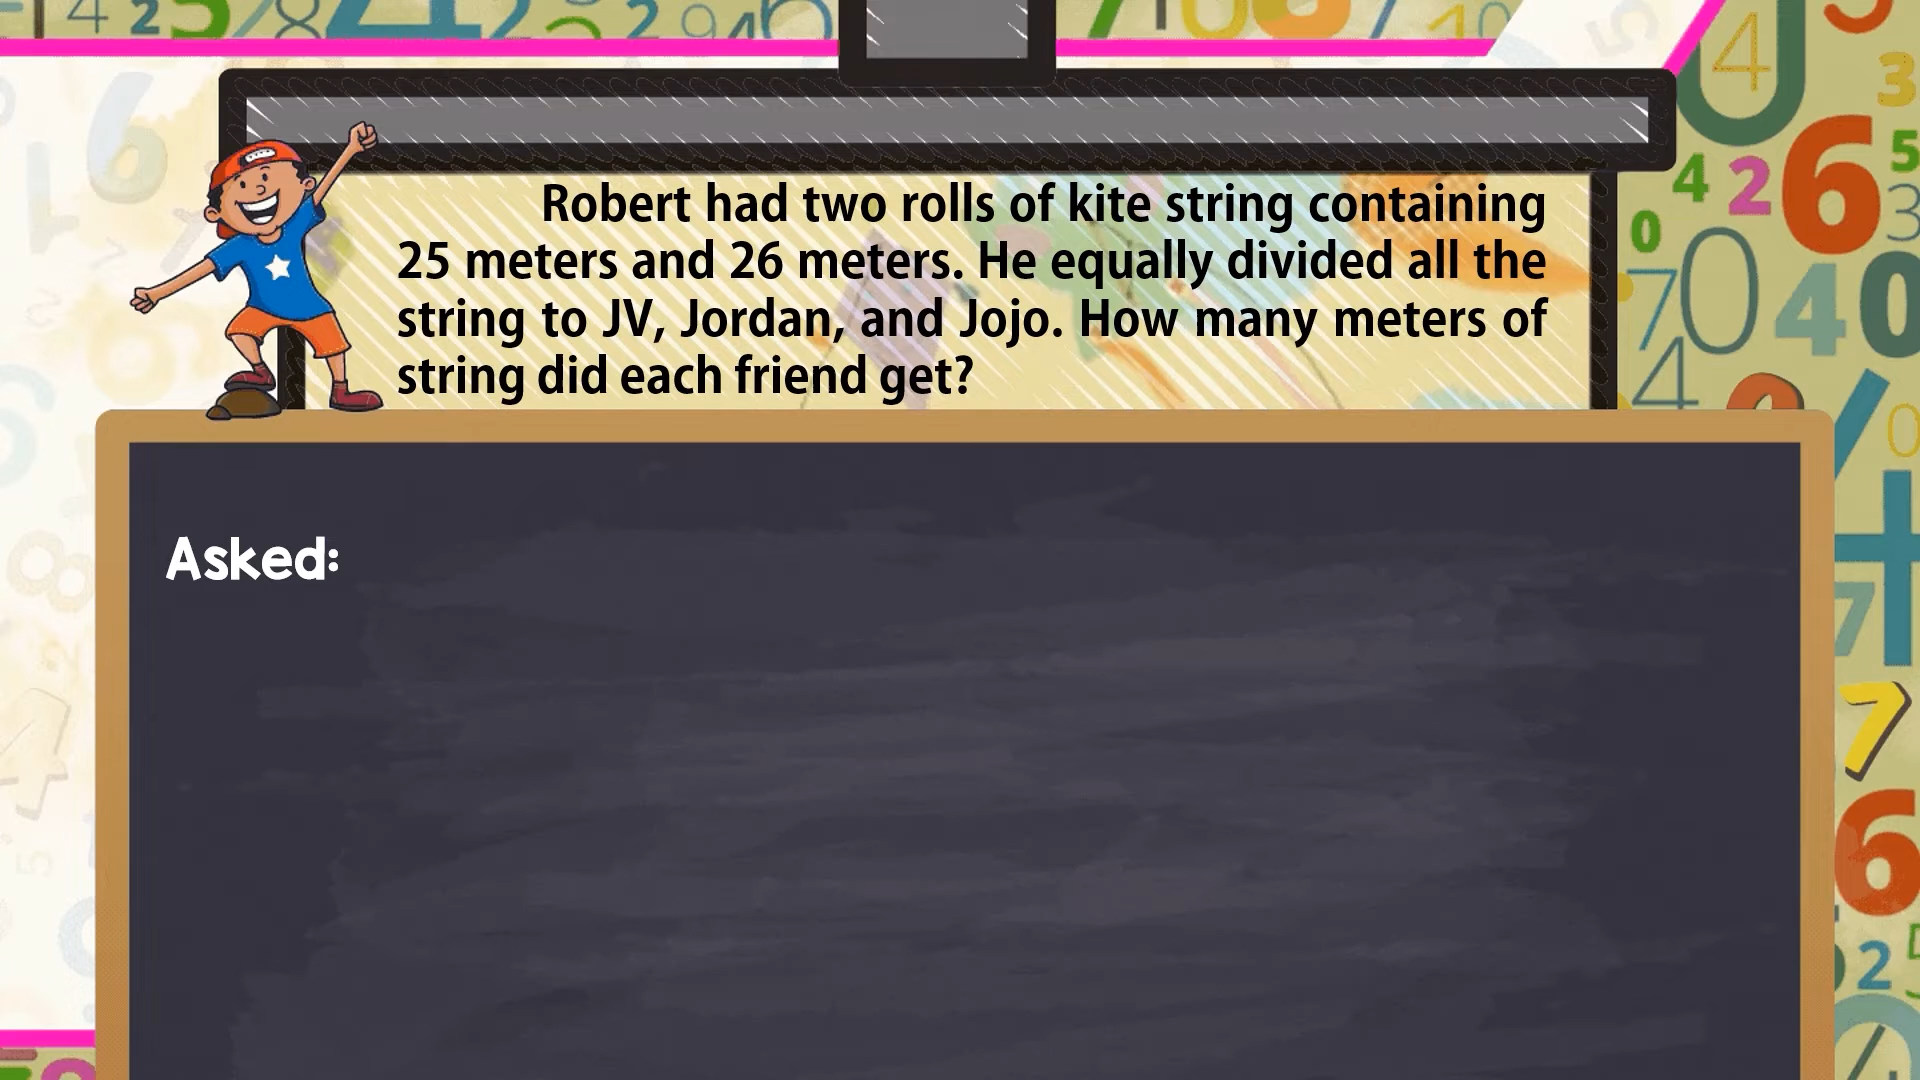 Robert had two rolls of kite string containing
25 meters and 26 meters. He equally divided all the
string to JV, Jordan, and Jojo. How many meters of
string did each friend get?
Asked: